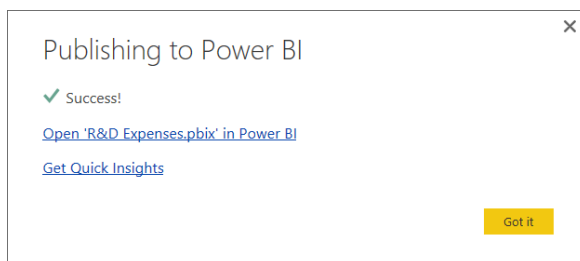 Publishing to Power BI
Success!
Open 'R&D Expenses.pbix' in Power BI
Get Quick Insights
Got it